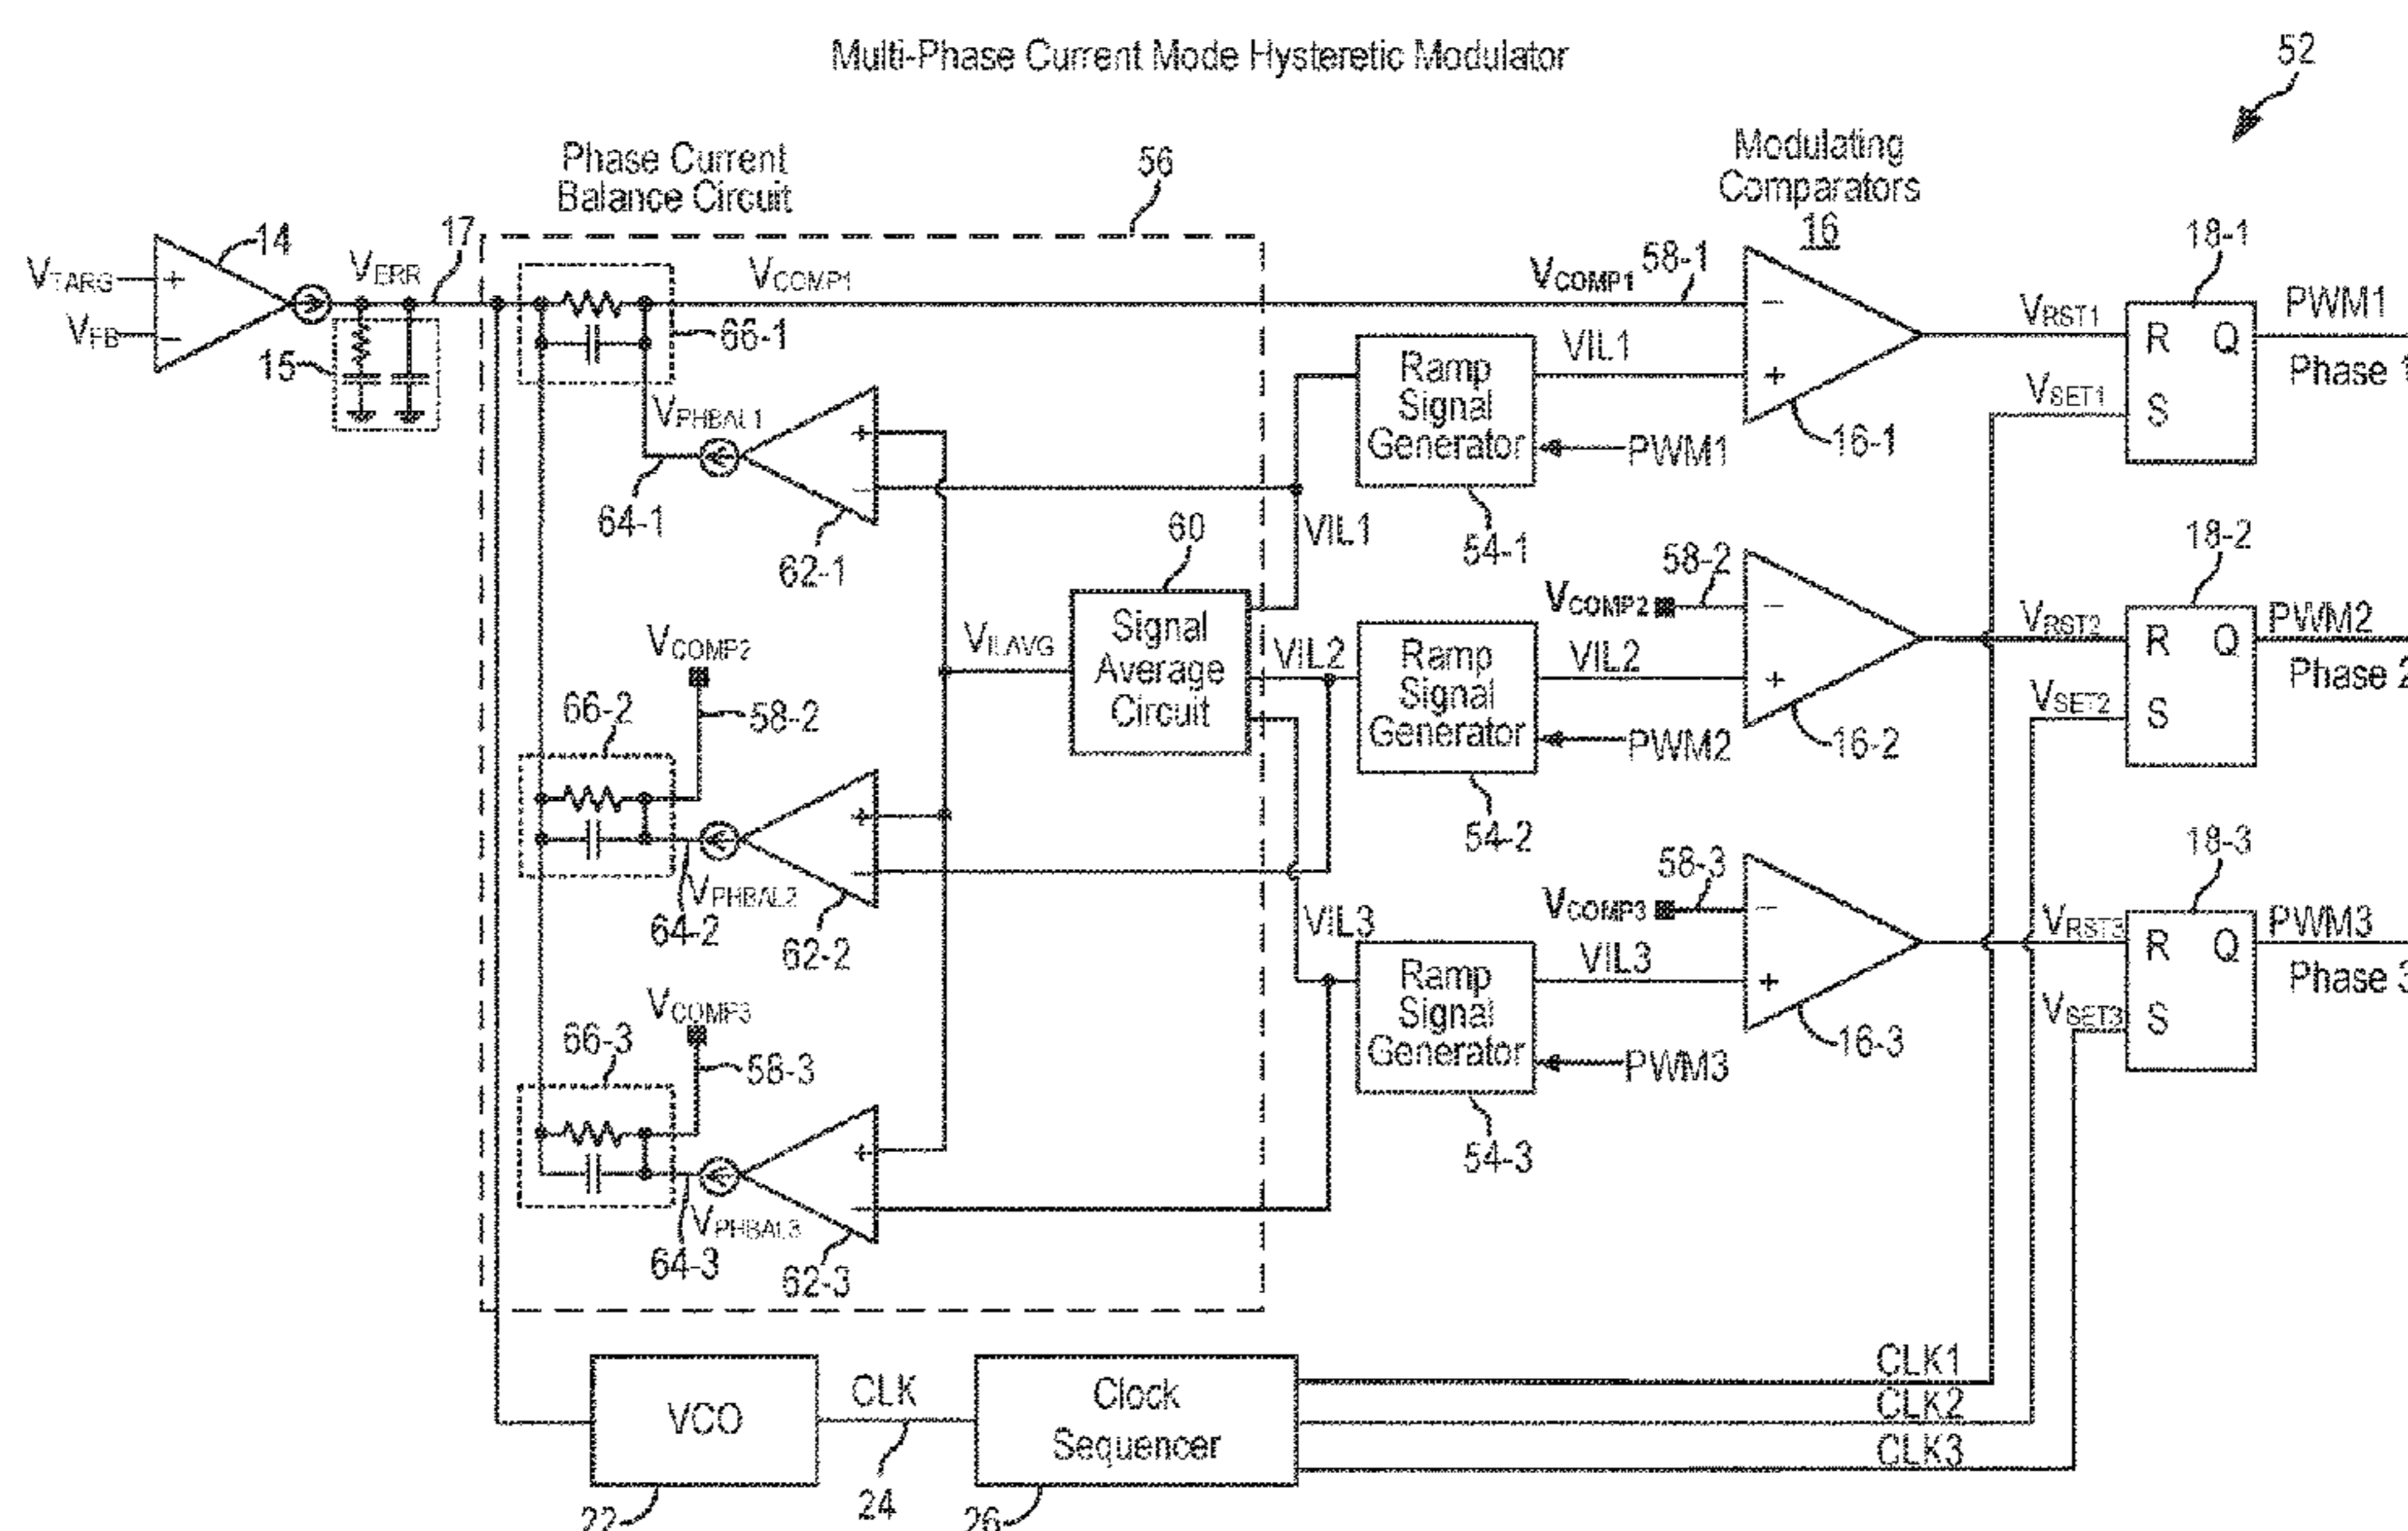 Multi-Phase Current Mode Hysteretic Modulator
52
Phase Current
Balance Circuit
56
Modulating
Comparators
16
14
VERR
17
VTARG
+
VFB
-
15
VCOMP1
66-1
VPHBAL1
64-1
+
-
62-1
VCOMP1
58-1
-
+
16-1
Ramp
Signal
Generator
VIL1
PWM1
54-1
VIL1
VRST1
VSET1
18-1
R
Q
S
PWM1
Phase 1
60
Signal
Average
Circuit
VILAVG
VIL2
Ramp
Signal
Generator
VIL2
PWM2
54-2
VCOMP2
58-2
-
+
16-2
VRST2
VSET2
18-2
R
Q
S
PWM2
Phase 2
VCOMP2
58-2
66-2
VPHBAL2
64-2
+
-
62-2
VIL3
Ramp
Signal
Generator
VIL3
PWM3
54-3
VCOMP3
58-3
-
+
16-3
VRST3
VSET3
18-3
R
Q
S
PWM3
Phase 3
VCOMP3
58-3
66-3
VPHBAL3
64-3
+
-
62-3
VCO
22
CLK
24
Clock
Sequencer
26
CLK1
CLK2
CLK3